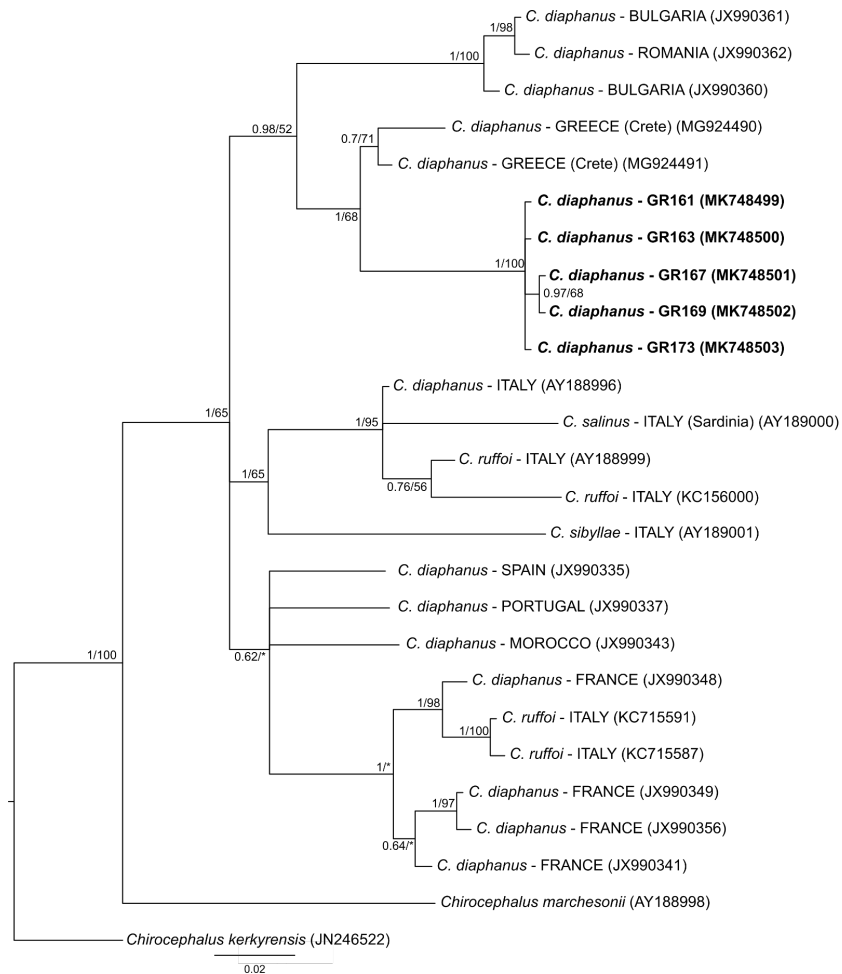 C. diaphanus - BULGARIA (JX990361)
1/98
C. diaphanus - ROMANIA (JX990362)
1/100
C. diaphanus - BULGARIA (JX990360)
0.98/52
C. diaphanus - GREECE (Crete) (MG924490)
0.7/71
C. diaphanus - GREECE (Crete) (MG924491)
1/68
C. diaphanus - GR161 (MK748499)
C. diaphanus - GR163 (MK748500)
1/100
C. diaphanus - GR167 (MK748501)
0.97/68
C. diaphanus - GR169 (MK748502)
C. diaphanus - GR173 (MK748503)
C. diaphanus - ITALY (AY188996)
1/65
1/95
C. salinus - ITALY (Sardinia) (AY189000)
C. ruffoi - ITALY (AY188999)
1/65
0.76/56
C. ruffoi - ITALY (KC156000)
C. sibyllae - ITALY (AY189001)
C. diaphanus - SPAIN (JX990335)
C. diaphanus - PORTUGAL (JX990337)
C. diaphanus - MOROCCO (JX990343)
1/100
0.62/*
C. diaphanus - FRANCE (JX990348)
1/98
C. ruffoi - ITALY (KC715591)
1/100
C. ruffoi - ITALY (KC715587)
1/*
C. diaphanus - FRANCE (JX990349)
1/97
C. diaphanus - FRANCE (JX990356)
0.64/*
C. diaphanus - FRANCE (JX990341)
Chirocephalus marchesonii (AY188998)
Chirocephalus kerkyrensis (JN246522)
0.02